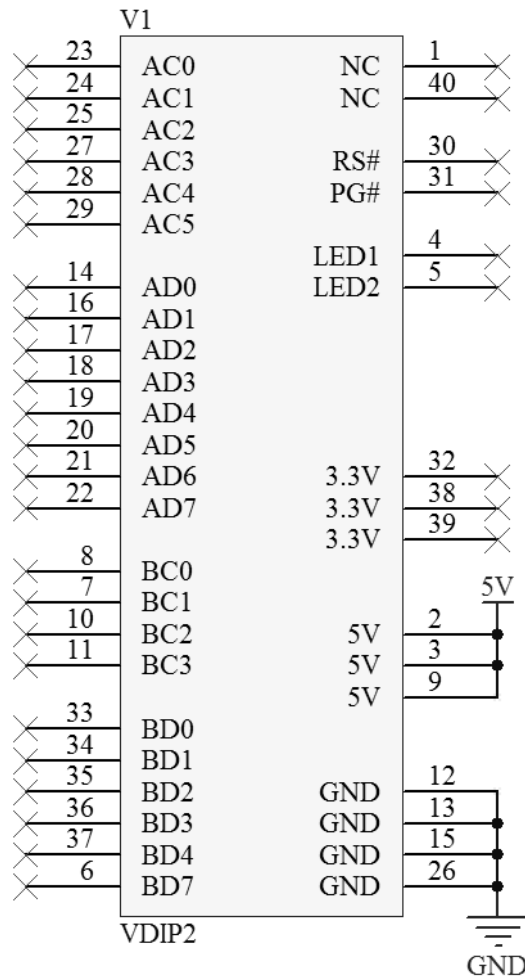 V1
23 AC0 NC 1
24 AC1 NC 40
25 AC2
27 AC3 RS# 30
28 AC4 PG# 31
29 AC5
LED1 4
14 AD0 LED2 5
16 AD1
17 AD2
18 AD3
19 AD4
20 AD5
21 AD6 3.3V 32
22 AD7 3.3V 38
3.3V 39
8 BC0
7 BC1 5V
10 BC2 5V 2
11 BC3 5V 3
5V 9
33 BD0
34 BD1
35 BD2 GND 12
36 BD3 GND 13
37 BD4 GND 15
6 BD7 GND 26
VDIP2
GND